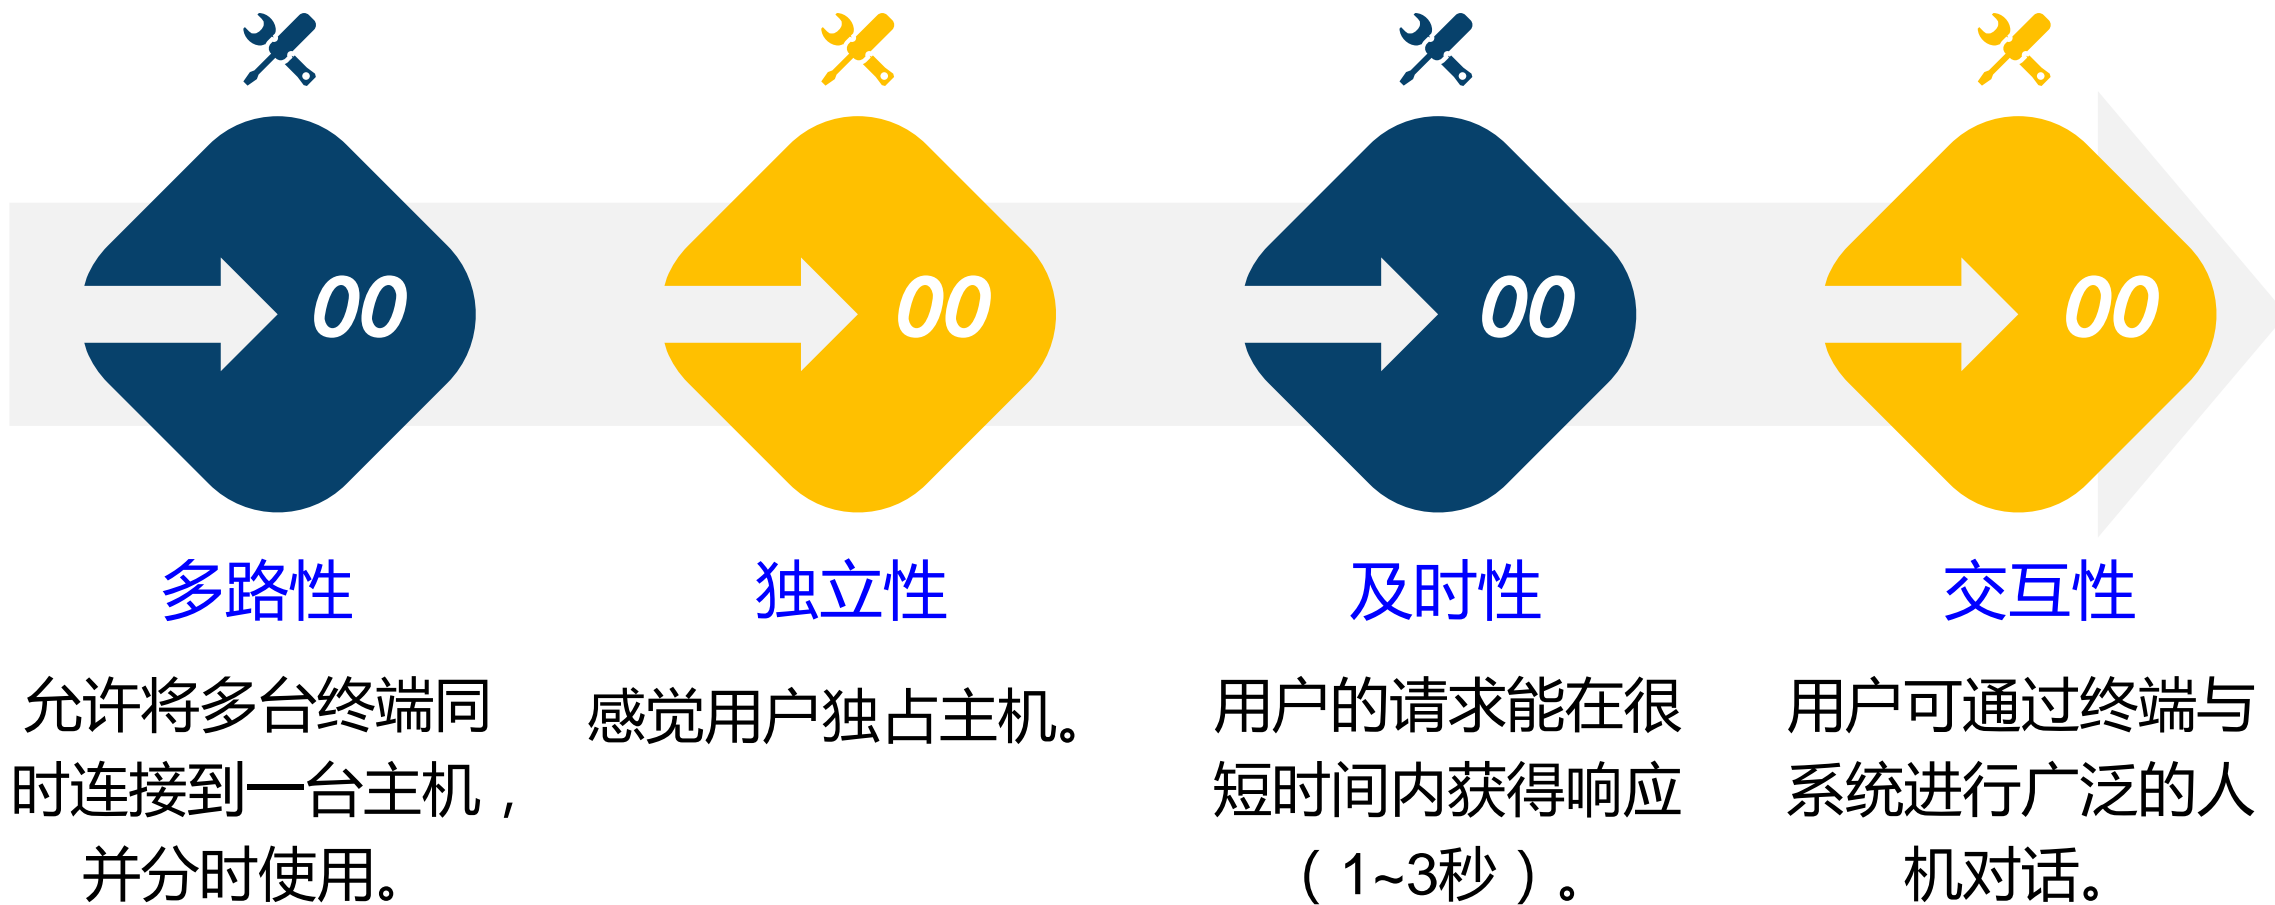 00
00
00
00
多路性
允许将多台终端同
时连接到一台主机，
并分时使用。
独立性
感觉用户独占主机。
及时性
用户的请求能在很
短时间内获得响应
（1~3秒）。
交互性
用户可通过终端与
系统进行广泛的人
机对话。